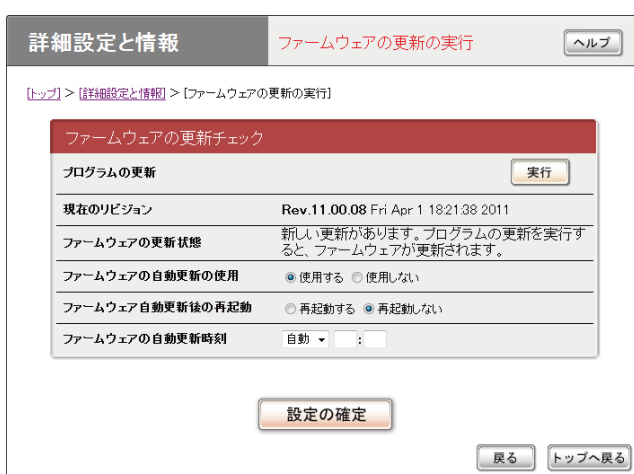 詳細設定と情報
ファームウェアの更新の実行
ヘルプ
[トップ] > [詳細設定と情報] > [ファームウェアの更新の実行]
ファームウェアの更新チェック
プログラムの更新
実行
現在のリビジョン
Rev.11.00.08 Fri Apr 1 18:21:38 2011
ファームウェアの更新状態
新しい更新があります。プログラムの更新を実行す
ると、ファームウェアが更新されます。
ファームウェアの自動更新の使用
使用する 使用しない
ファームウェア自動更新後の再起動
再起動する 再起動しない
ファームウェアの自動更新時刻
自動 :
設定の確定
戻る
トップへ戻る